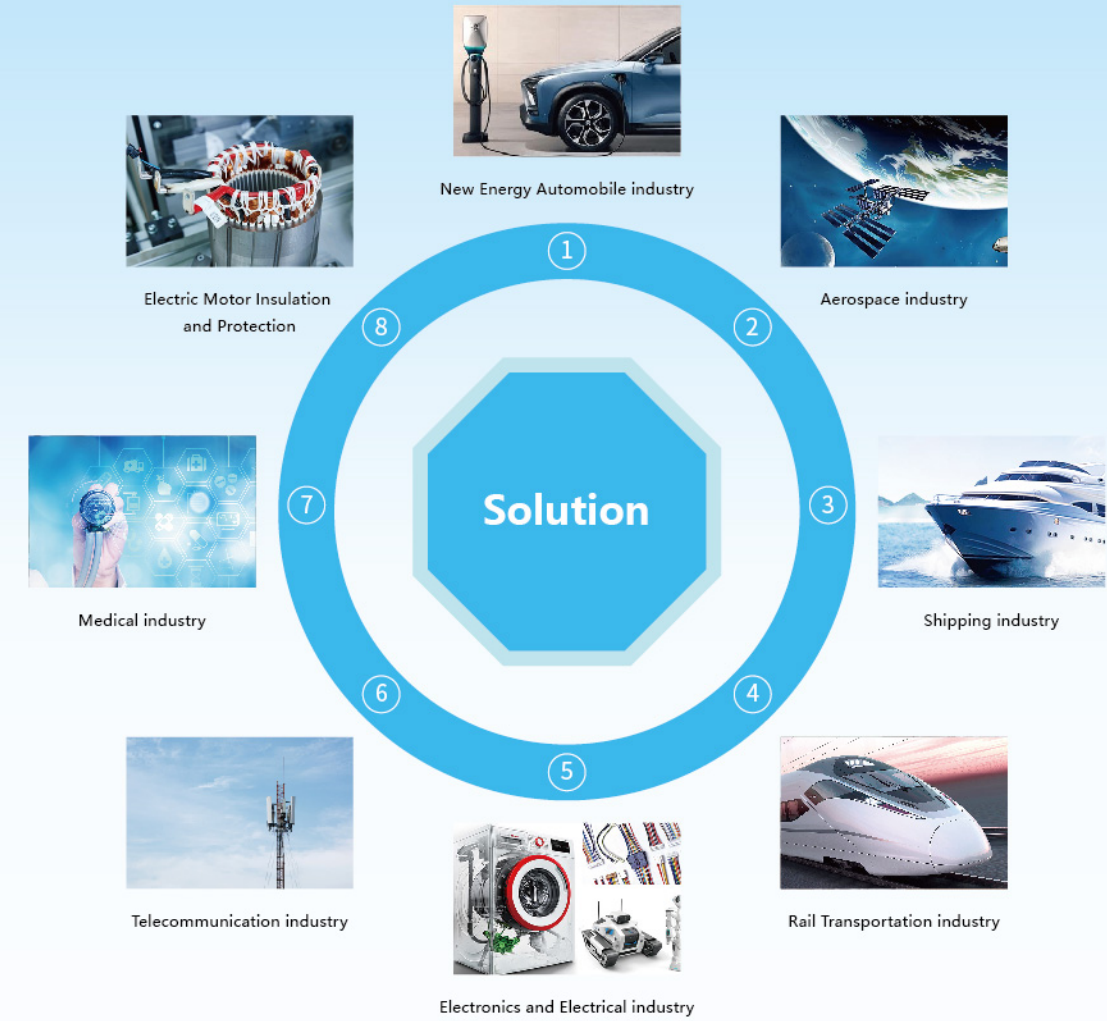 New Energy Automobile industry
Electric Motor Insulation
and Protection
Aerospace industry
1
8
2
Solution
7
3
Medical industry
Shipping industry
6
4
5
Telecommunication industry
Rail Transportation industry
Electronics and Electrical industry